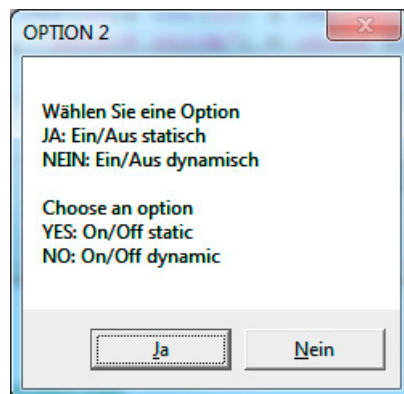 OPTION 2
Wählen Sie eine Option
JA: Ein/Aus statisch
NEIN: Ein/Aus dynamisch
Choose an option
YES: On/Off static
NO: On/Off dynamic
Ja
Nein